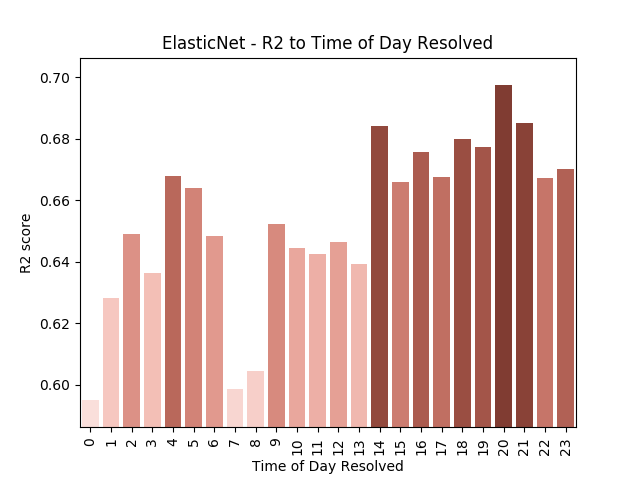 ElasticNet - R2 to Time of Day Resolved
0.70
0.68
0.66
0.64
0.62
0.60
R2 score
0 1 2 3 4 5 6 7 8 9 10 11 12 13 14 15 16 17 18 19 20 21 22 23
Time of Day Resolved